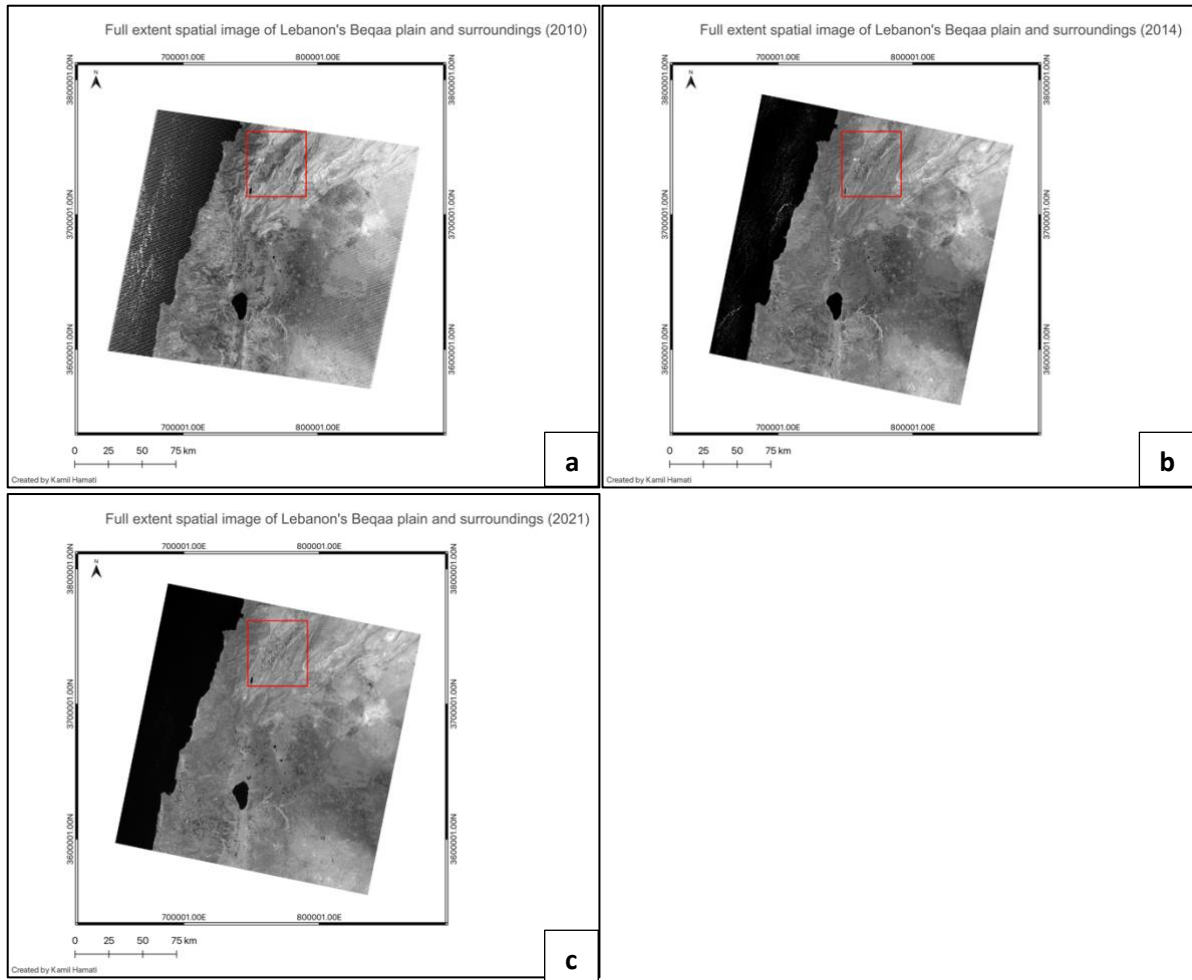 Full extent spatial image of Lebanon's Beqaa plain and surroundings (2010)
700001.00E 800001.00E
N
3800001.00N 3800001.00N
3700001.00N 3700001.00N
3600001.00N 3600001.00N
700001.00E 800001.00E
0 25 50 75 km
Created by Kamil Hamati
a
Full extent spatial image of Lebanon's Beqaa plain and surroundings (2014)
700001.00E 800001.00E
N
3800001.00N 3800001.00N
3700001.00N 3700001.00N
3600001.00N 3600001.00N
700001.00E 800001.00E
0 25 50 75 km
Created by Kamil Hamati
b
Full extent spatial image of Lebanon's Beqaa plain and surroundings (2021)
700001.00E 800001.00E
N
3800001.00N 3800001.00N
3700001.00N 3700001.00N
3600001.00N 3600001.00N
700001.00E 800001.00E
0 25 50 75 km
Created by Kamil Hamati
c